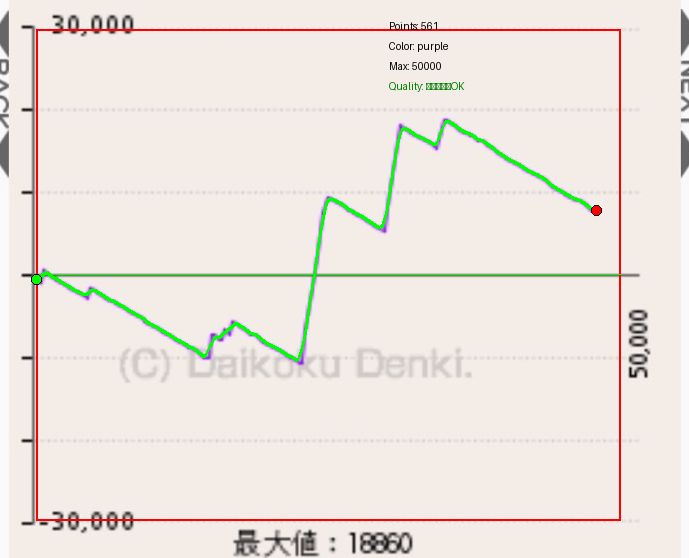 30,000
Points: 561
Color: purple
Max: 50000
Quality: OK
BACK
NEXT
50,000
(C) Daikoku Denki.
-30,000
最大値：18860